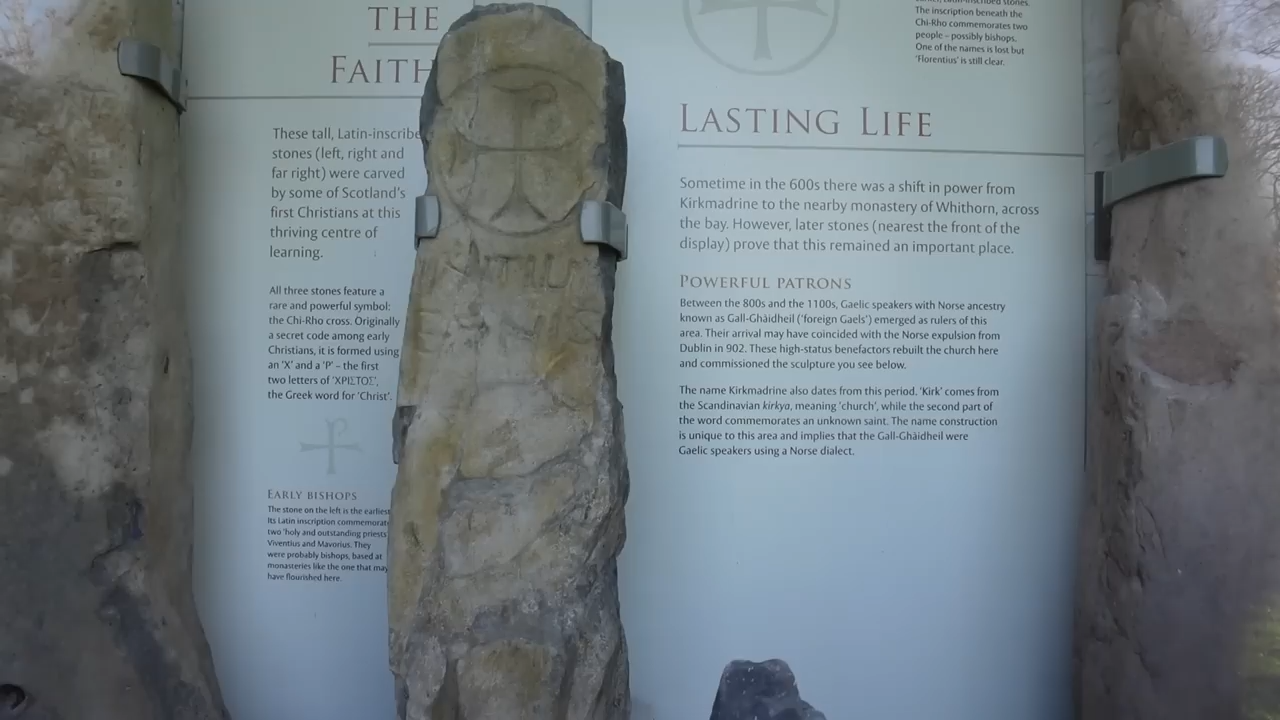 THE
FAITH
These tall, Latin-inscribe
stones (left, right and
far right) were carved
by some of Scotland's
first Christians at this
thriving centre of
learning.
All three stones feature a
rare and powerful symbol:
the Chi-Rho cross. Originally
a secret code among early
Christians, it is formed using
an 'X' and a 'P' – the first
two letters of 'ΧΡΙΣΤΟΣ',
the Greek word for 'Christ'.
EARLY BISHOPS
The stone on the left is the earliest
Its Latin inscription commemorat
two 'holy and outstanding priests
Viventius and Mavorius. They
were probably bishops, based at
monasteries like the one that may
have flourished here.
The inscription beneath the
Chi-Rho commemorates two
people – possibly bishops.
One of the names is lost but
'Florentius' is still clear.
LASTING LIFE
Sometime in the 600s there was a shift in power from
Kirkmadrine to the nearby monastery of Whithorn, across
the bay. However, later stones (nearest the front of the
display) prove that this remained an important place.
POWERFUL PATRONS
Between the 800s and the 1100s, Gaelic speakers with Norse ancestry
known as Gall-Ghàidheil ('foreign Gaels') emerged as rulers of this
area. Their arrival may have coincided with the Norse expulsion from
Dublin in 902. These high-status benefactors rebuilt the church here
and commissioned the sculpture you see below.
The name Kirkmadrine also dates from this period. 'Kirk' comes from
the Scandinavian kirkya, meaning 'church', while the second part of
the word commemorates an unknown saint. The name construction
is unique to this area and implies that the Gall-Ghàidheil were
Gaelic speakers using a Norse dialect.